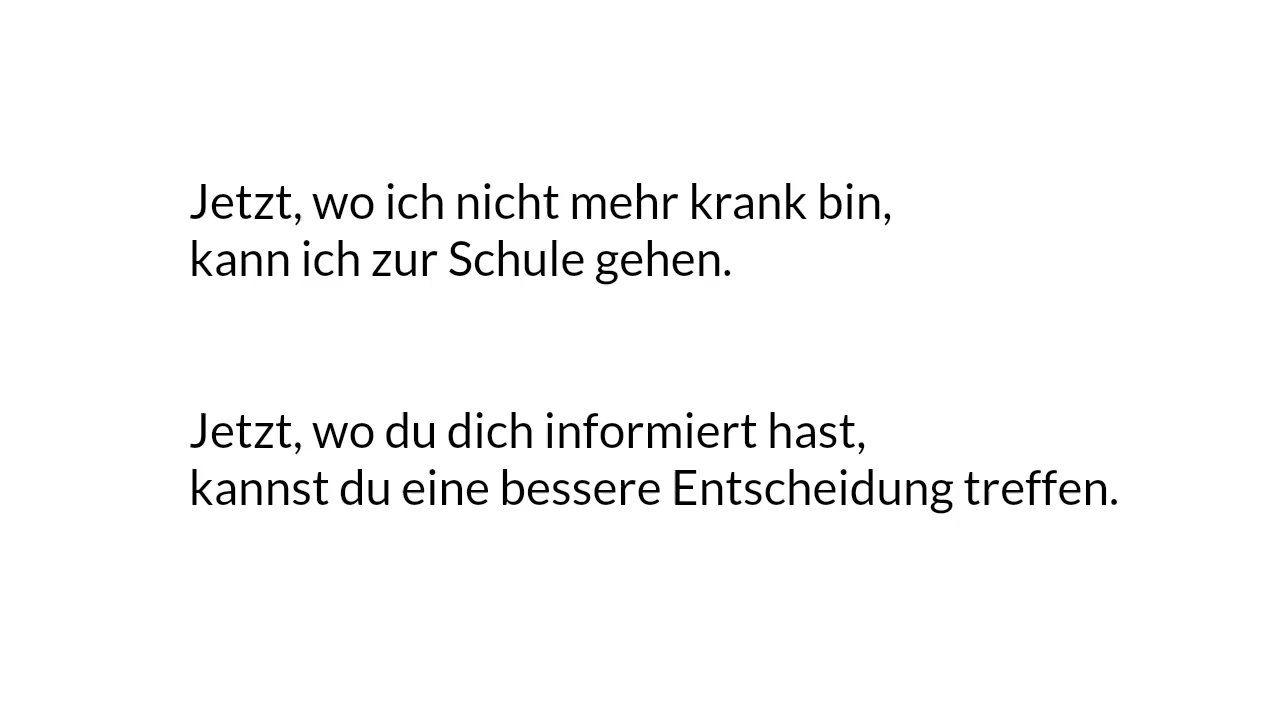 Jetzt, wo ich nicht mehr krank bin,
kann ich zur Schule gehen.
Jetzt, wo du dich informiert hast,
kannst du eine bessere Entscheidung treffen.